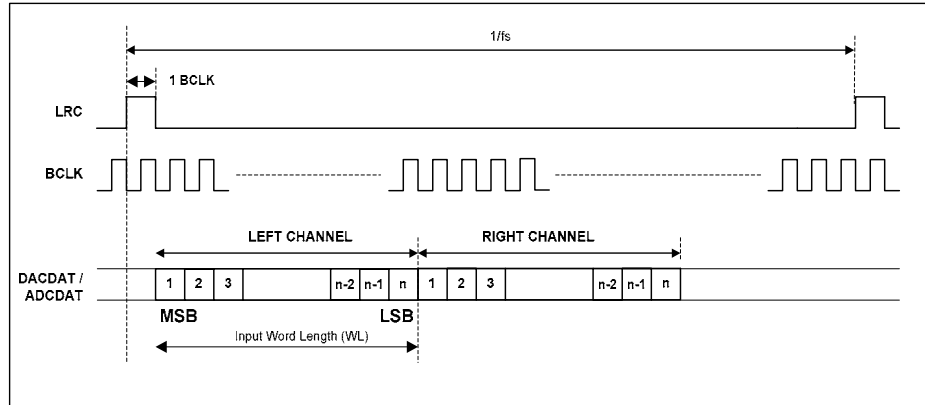 1/fs
1 BCLK
LRC
BCLK
LEFT CHANNEL
RIGHT CHANNEL
DACDAT /
ADCDAT
1 2 3 n-2 n-1 n 1 2 3 n-2 n-1 n
MSB
LSB
Input Word Length (WL)